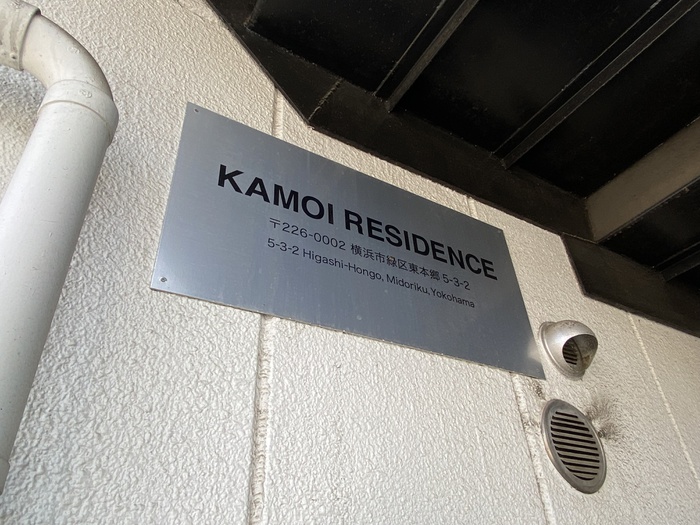 KAMOI RESIDENCE
〒226-0002 横浜市緑区東本郷 5-3-2
5-3-2 Higashi-Hongo, Midoriku, Yokohama